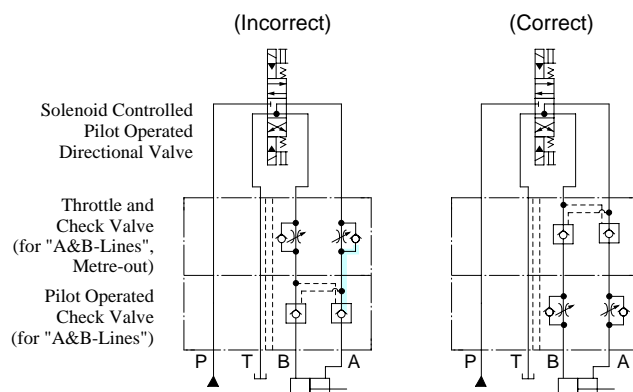 (Incorrect)
(Correct)
Solenoid Controlled
Pilot Operated
Directional Valve
Throttle and
Check Valve
(for "A&B-Lines",
Metre-out)
Pilot Operated
Check Valve
(for "A&B-Lines")
P T B A
P T B A